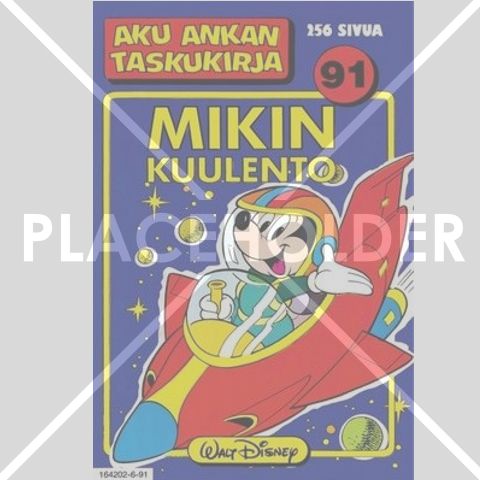 AKU ANKAN
TASKUKIRJA
256 SIVUA
91
MIKIN
KUULENTO
PLACEHOLDER
WALT DISNEY
164202-6-91